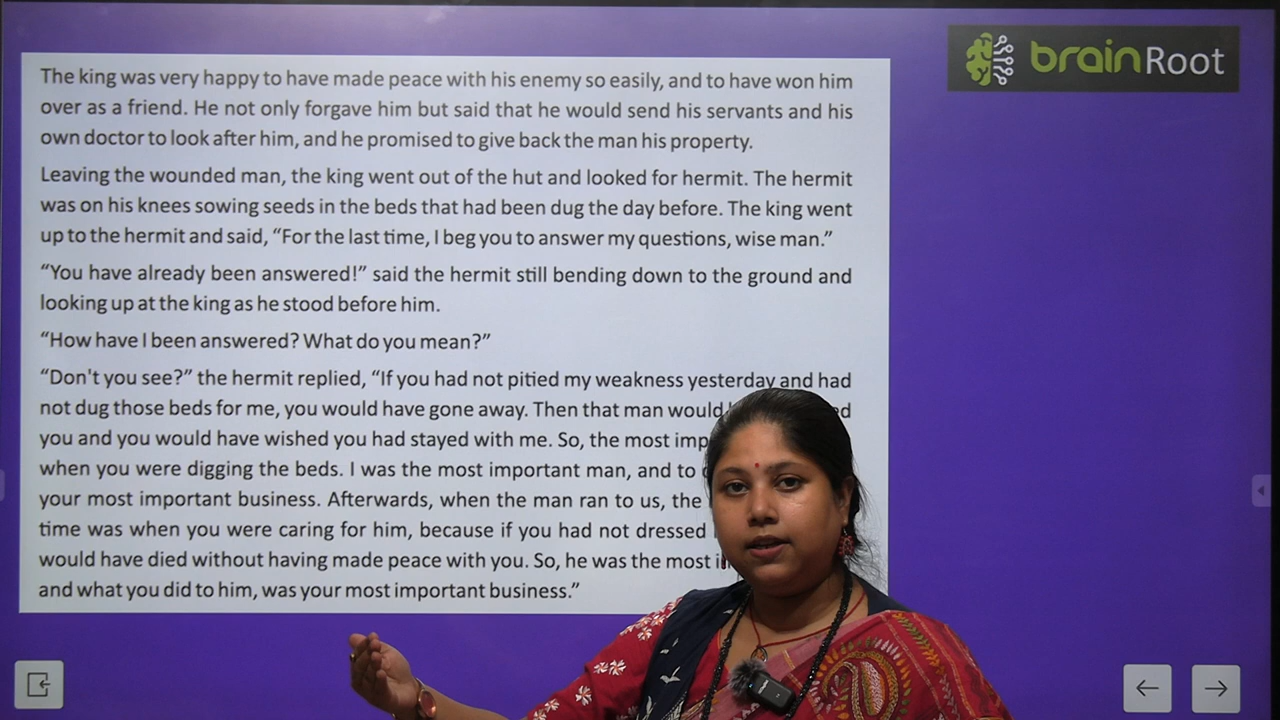 brainRoot
The king was very happy to have made peace with his enemy so easily, and to have won him
over as a friend. He not only forgave him but said that he would send his servants and his
own doctor to look after him, and he promised to give back the man his property.
Leaving the wounded man, the king went out of the hut and looked for hermit. The hermit
was on his knees sowing seeds in the beds that had been dug the day before. The king went
up to the hermit and said, “For the last time, I beg you to answer my questions, wise man.”
“You have already been answered!” said the hermit still bending down to the ground and
looking up at the king as he stood before him.
“How have I been answered? What do you mean?”
“Don't you see?” the hermit replied, “If you had not pitied my weakness yesterday and had
not dug those beds for me, you would have gone away. Then that man would
you and you would have wished you had stayed with me. So, the most
when you were digging the beds. I was the most important man, and to
your most important business. Afterwards, when the man ran to us, the
time was when you were caring for him, because if you had not dressed
would have died without having made peace with you. So, he was the most
and what you did to him, was your most important business.”